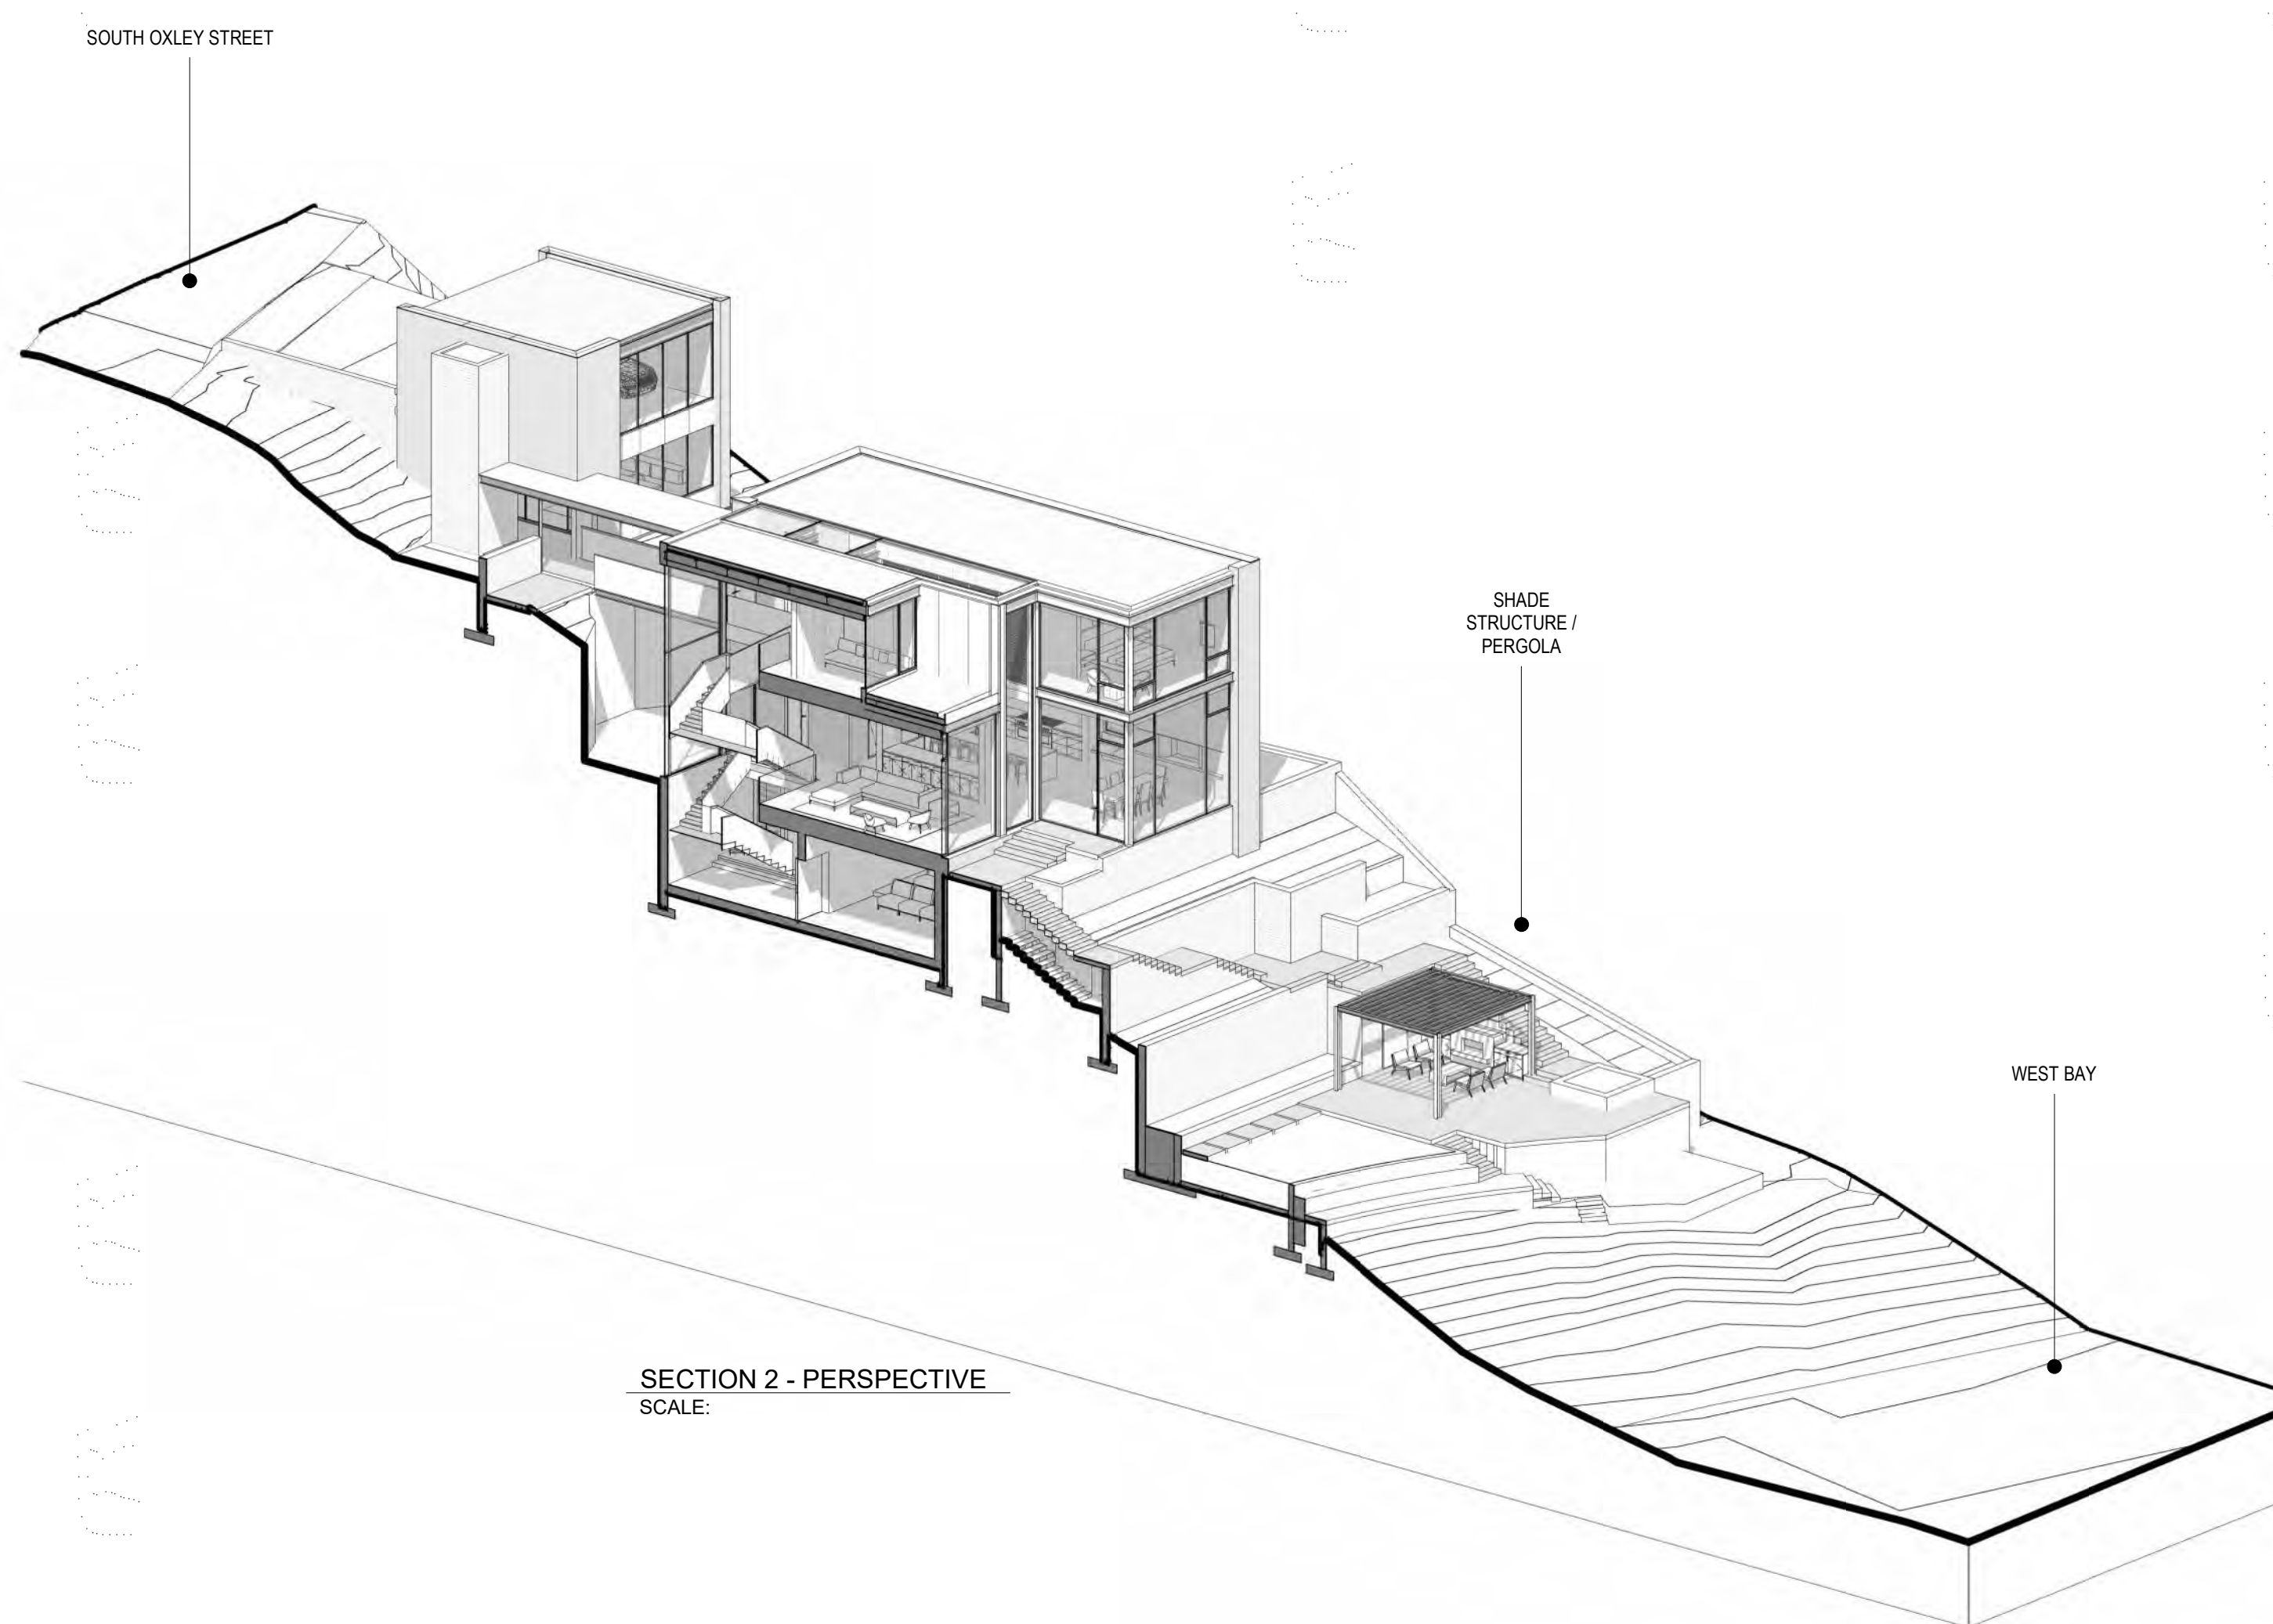 SOUTH OXLEY STREET
SHADE
STRUCTURE /
PERGOLA
WEST BAY
SECTION 2 - PERSPECTIVE
SCALE: